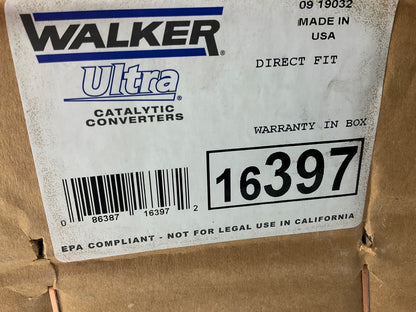 09 19032
MADE IN
USA
WALKER®
Ultra®
CATALYTIC
CONVERTERS
DIRECT FIT
WARRANTY IN BOX
16397
0 86387 16397 2
EPA COMPLIANT - NOT FOR LEGAL USE IN CALIFORNIA